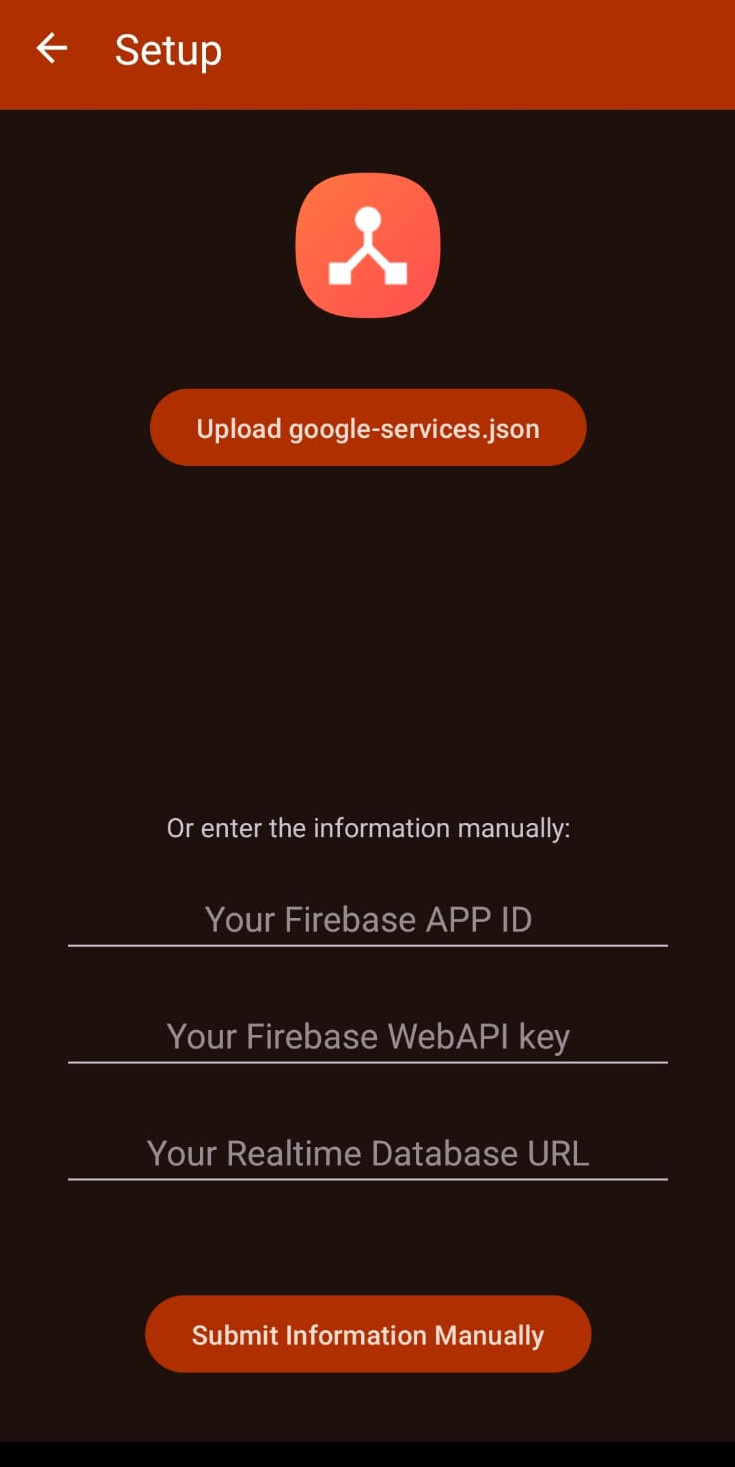 Setup
Upload google-services.json
Or enter the information manually:
Your Firebase APP ID
Your Firebase WebAPI key
Your Realtime Database URL
Submit Information Manually